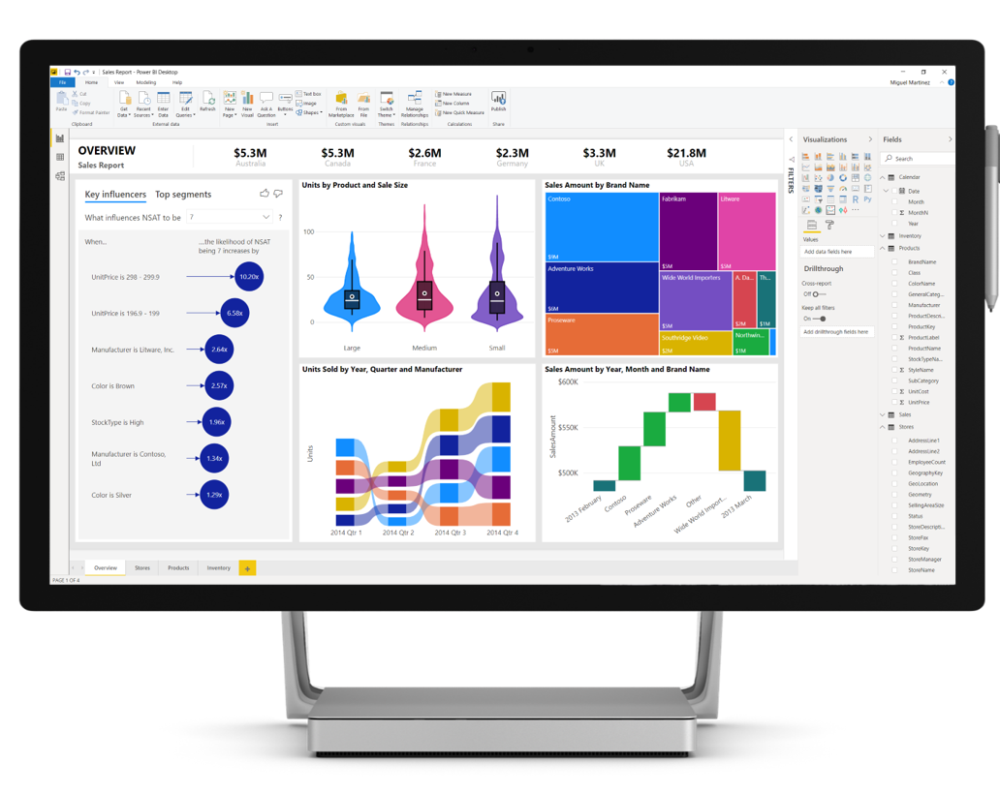 Sales Report - Power BI Desktop
File Home View Modeling Help
Miguel Martinez
Paste
Cut
Copy
Format Painter
Clipboard
Get Data
Recent Sources
Enter Data
Edit Queries
Refresh
External data
New Page
New Visual
Ask A Question
Buttons
Text box
Image
Shapes
Insert
From Marketplace
From File
Custom visuals
Switch Theme
Themes
Manage Relationships
Relationships
New Measure
New Column
New Quick Measure
Calculations
Publish
Share
OVERVIEW
Sales Report
$5.3M
Australia
$5.3M
Canada
$2.6M
France
$2.3M
Germany
$3.3M
UK
$21.8M
USA
Key influencers Top segments
What influences NSAT to be 7 ?
When...
...the likelihood of NSAT
being 7 increases by
UnitPrice is 298 - 299.9 10.20x
UnitPrice is 196.9 - 199 6.58x
Manufacturer is Litware, Inc. 2.64x
Color is Brown 2.57x
StockType is High 1.96x
Manufacturer is Contoso,
Ltd 1.34x
Color is Silver 1.29x
Units by Product and Sale Size
100
50
0
Large Medium Small
Sales Amount by Brand Name
Contoso
$9M
Adventure Works
$6M
Proseware
$5M
Fabrikam
$5M
Litware
$5M
Wide World Importers
$5M
Southridge Video
$2M
A. Da...
$2M
Th...
$1M
Northwin...
$1M
Units Sold by Year, Quarter and Manufacturer
Units
2014 Qtr 1 2014 Qtr 2 2014 Qtr 3 2014 Qtr 4
Sales Amount by Year, Month and Brand Name
SalesAmount
$600K
$550K
$500K
2013 February
Contoso
Proseware
Adventure Works
Other
Wide World Import...
2013 March
FILTERS
Visualizations
R Py
Values
Add data fields here
Drillthrough
Cross-report
Off
Keep all filters
On
Add drillthrough fields here
Fields
Search
Calendar
Date
Month
MonthN
Year
Inventory
Products
BrandName
Class
ColorName
GeneralCateg...
Manufacturer
ProductDescri...
ProductKey
ProductLabel
ProductName
StockTypeNa...
StyleName
SubCategory
UnitCost
UnitPrice
Sales
Stores
AddressLine1
AddressLine2
EmployeeCount
GeographyKey
GeoLocation
Geometry
SellingAreaSize
Status
StoreDescripti...
StoreFax
StoreKey
StoreManager
StoreName
Overview Stores Products Inventory +
PAGE 1 OF 4